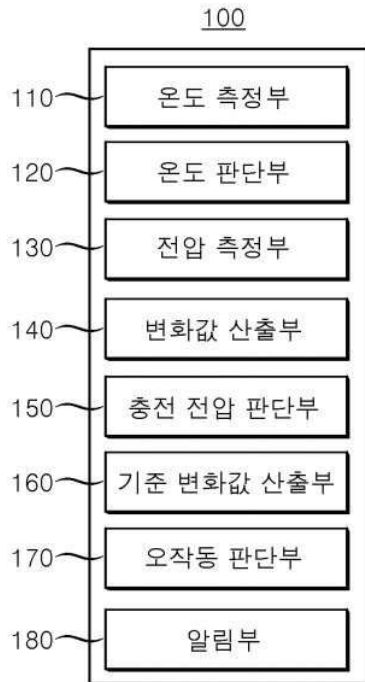 100
110 온도 측정부
120 온도 판단부
130 전압 측정부
140 변화값 산출부
150 충전 전압 판단부
160 기준 변화값 산출부
170 오작동 판단부
180 알림부